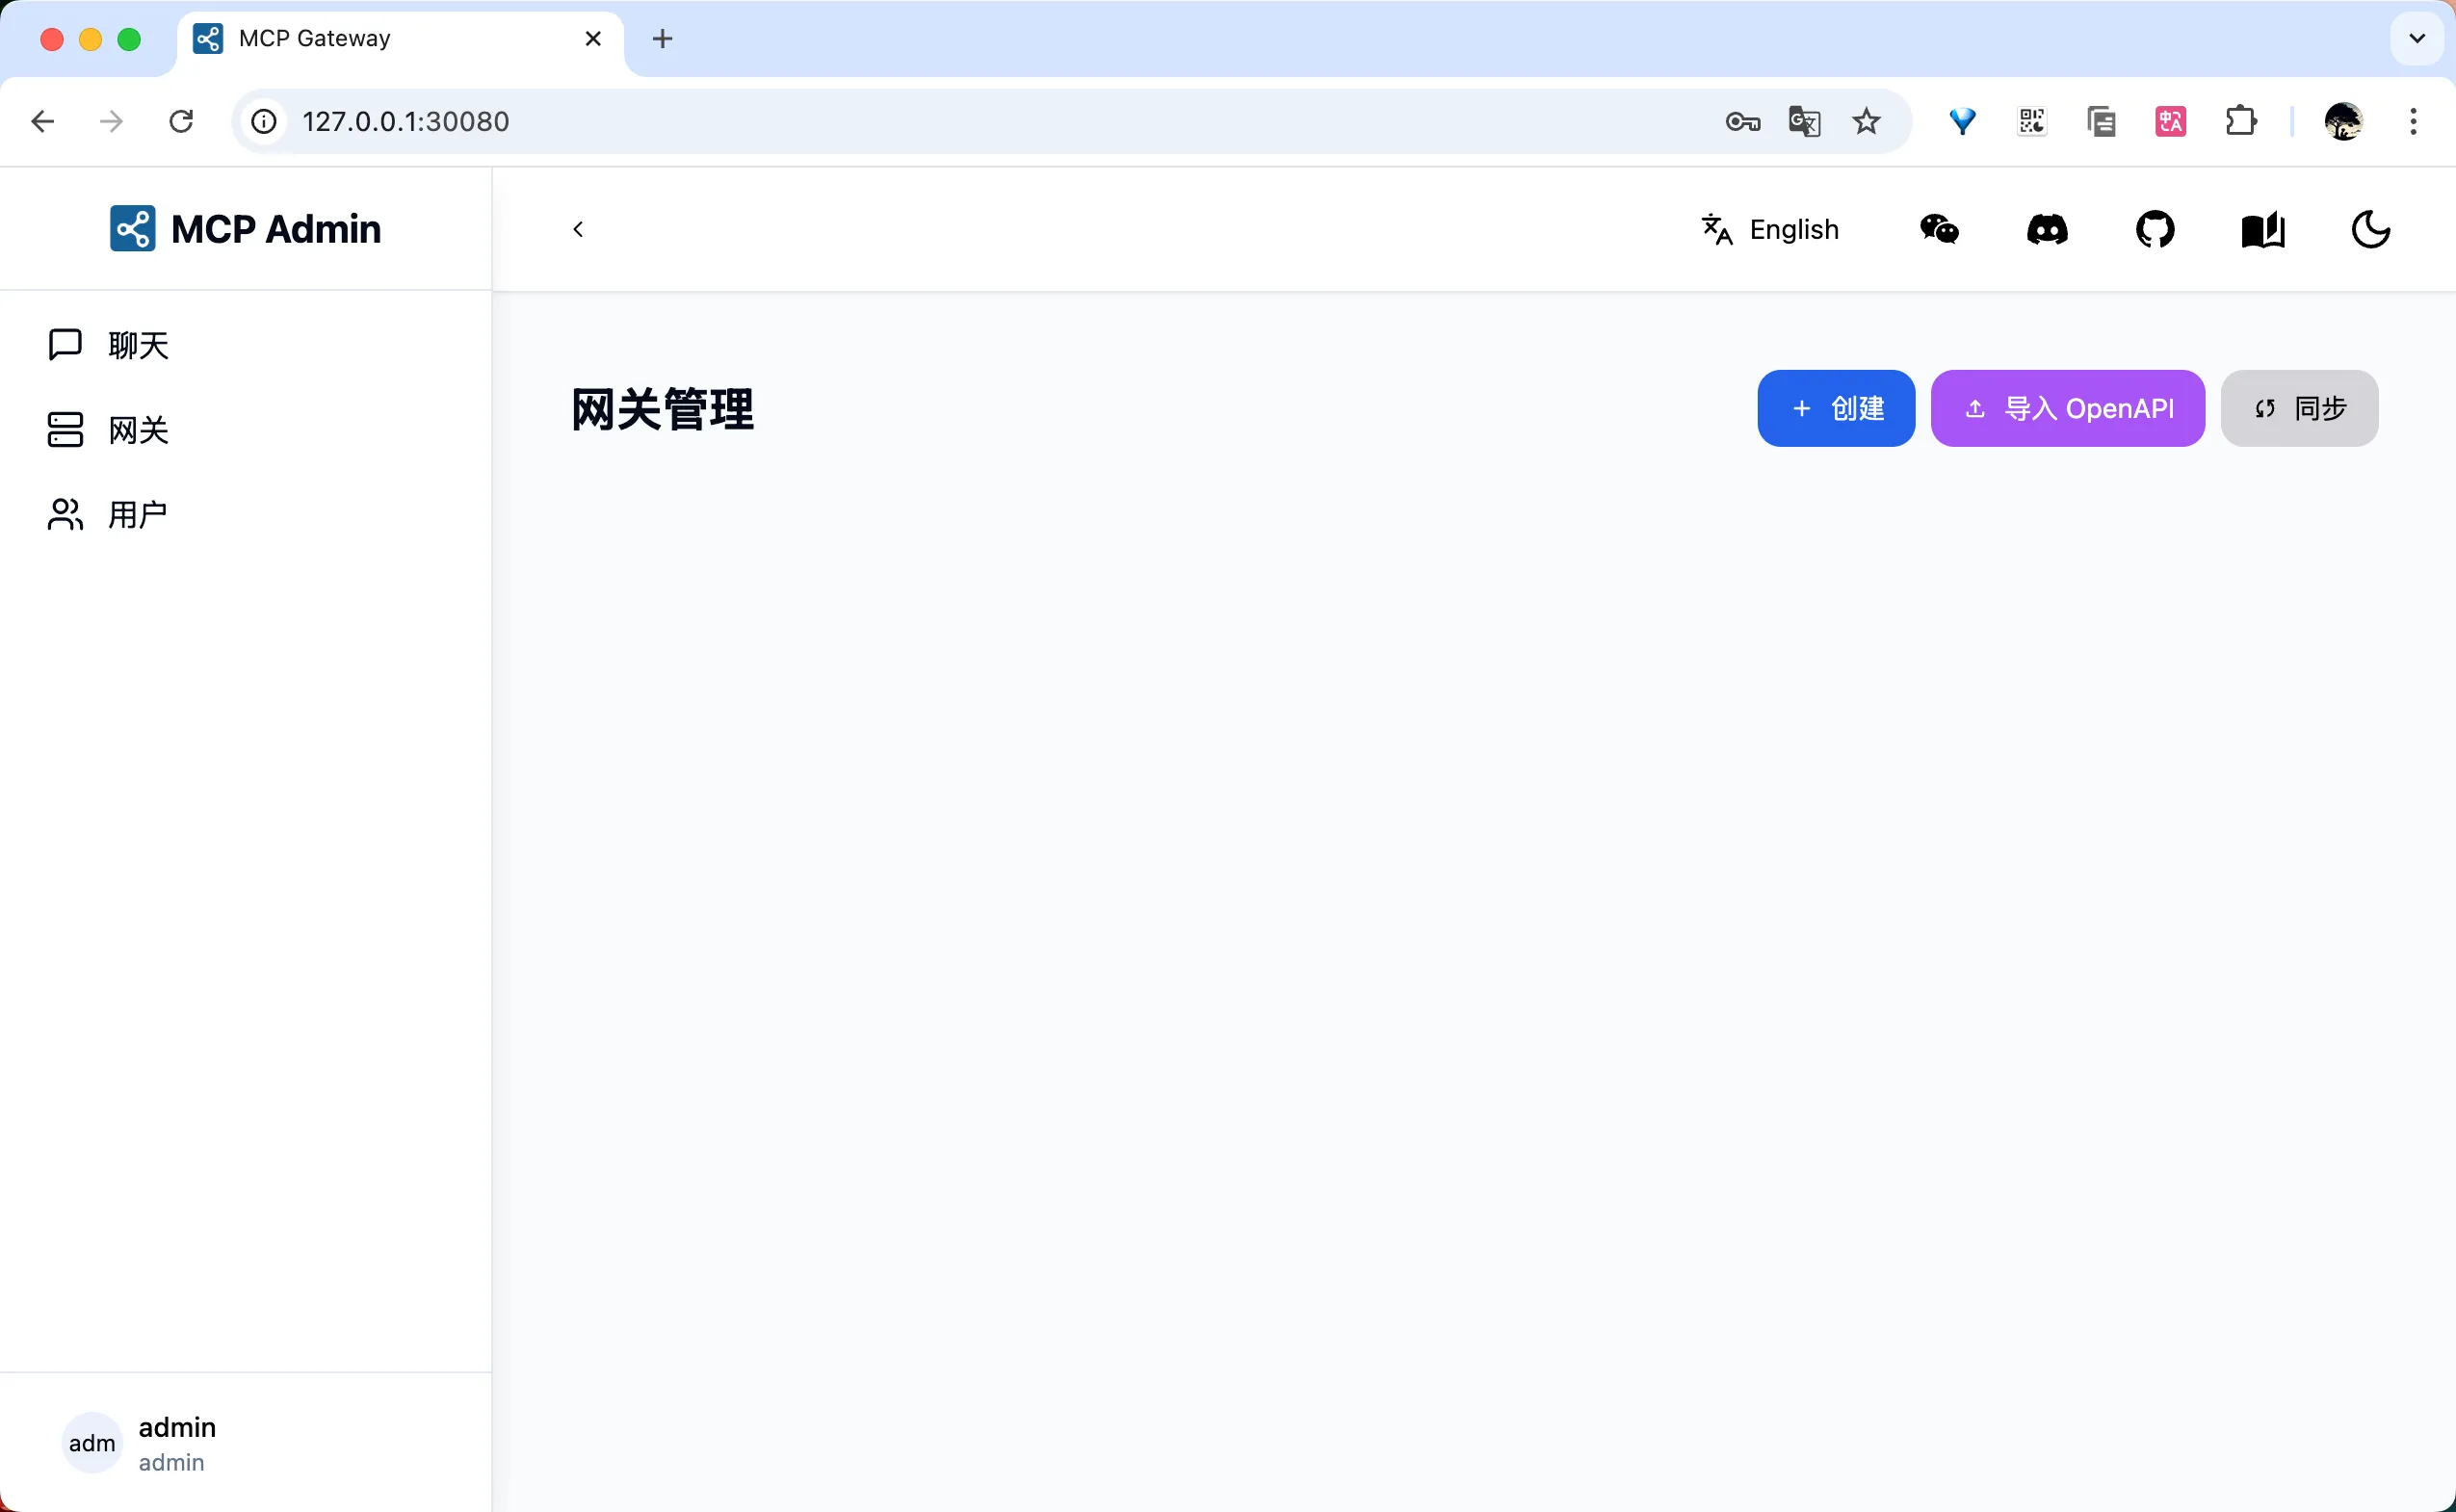 MCP Gateway
127.0.0.1:30080
MCP Admin
English
聊天
网关
用户
网关管理
创建
导入 OpenAPI
同步
adm
admin
admin